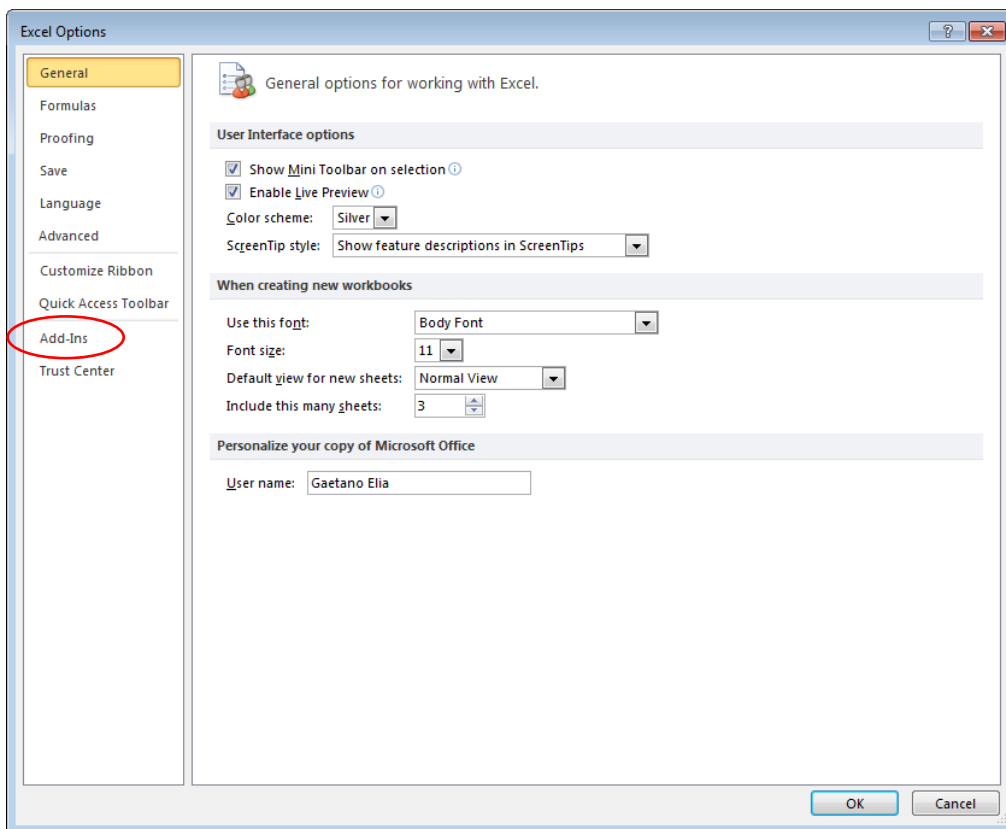 Excel Options
General
Formulas
Proofing
Save
Language
Advanced
Customize Ribbon
Quick Access Toolbar
Add-Ins
Trust Center
General options for working with Excel.
User Interface options
Show Mini Toolbar on selection
Enable Live Preview
Color scheme: Silver
ScreenTip style: Show feature descriptions in ScreenTips
When creating new workbooks
Use this font: Body Font
Font size: 11
Default view for new sheets: Normal View
Include this many sheets: 3
Personalize your copy of Microsoft Office
User name: Gaetano Elia
OK Cancel